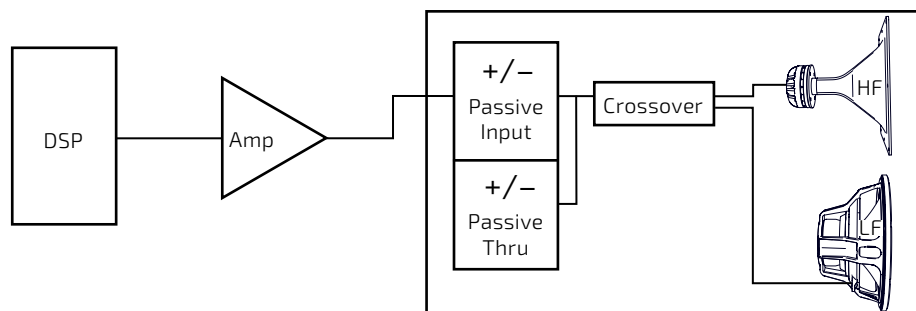 DSP
Amp
+/−
Passive
Input
+/−
Passive
Thru
Crossover
HF
LF